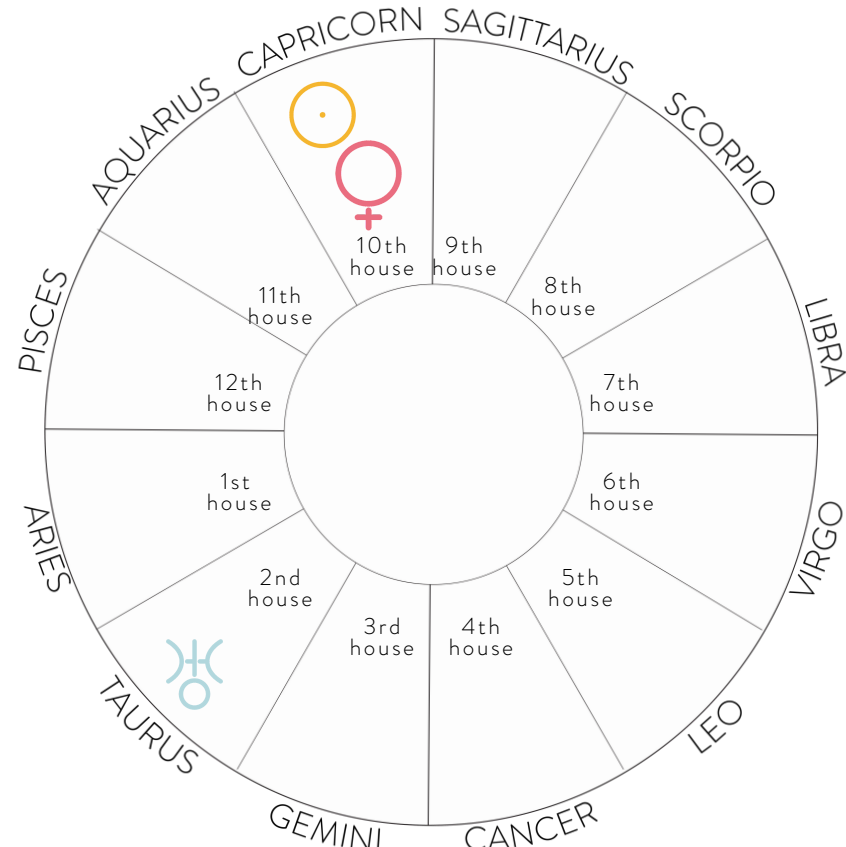 CAPRICORN
SAGITTARIUS
AQUARIUS
SCORPIO
PISCES
LIBRA
ARIES
VIRGO
TAURUS
LEO
GEMINI
CANCER
10th
house
9th
house
11th
house
8th
house
12th
house
7th
house
1st
house
6th
house
2nd
house
5th
house
3rd
house
4th
house